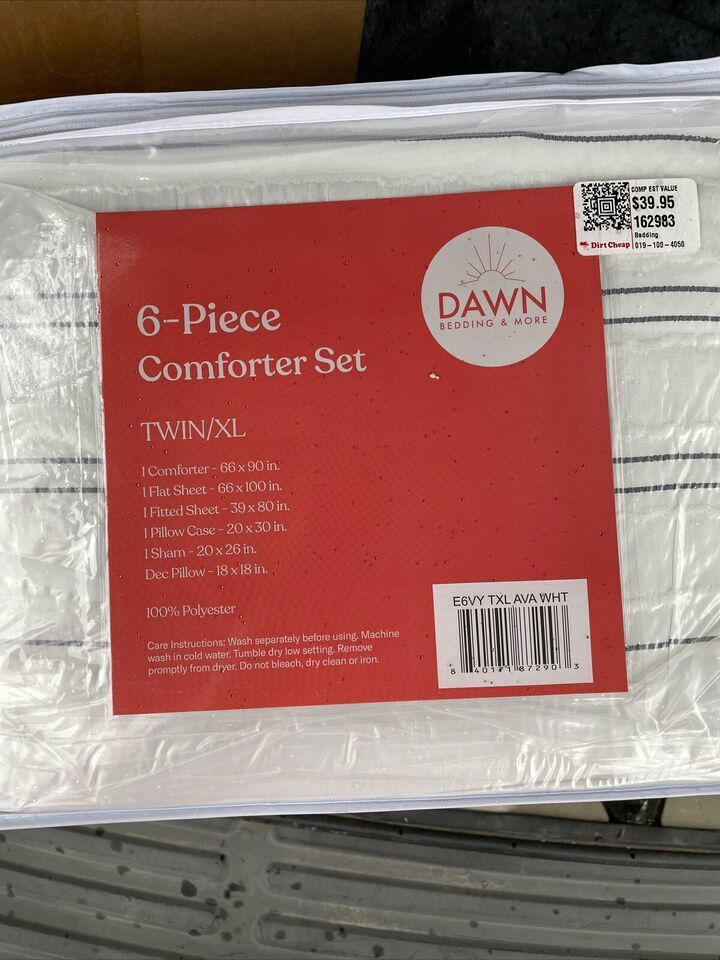 COMP EST VALUE
$39.95
162983
Bedding
Dirt Cheap 019-100-4050
DAWN
BEDDING & MORE
6-Piece
Comforter Set
TWIN/XL
1 Comforter - 66 x 90 in.
1 Flat Sheet - 66 x 100 in.
1 Fitted Sheet - 39 x 80 in.
1 Pillow Case - 20 x 30 in.
1 Sham - 20 x 26 in.
Dec Pillow - 18 x 18 in.
100% Polyester
Care Instructions: Wash separately before using. Machine
wash in cold water. Tumble dry low setting. Remove
promptly from dryer. Do not bleach, dry clean or iron.
E6VY TXL AVA WHT
8 40171 87290 3